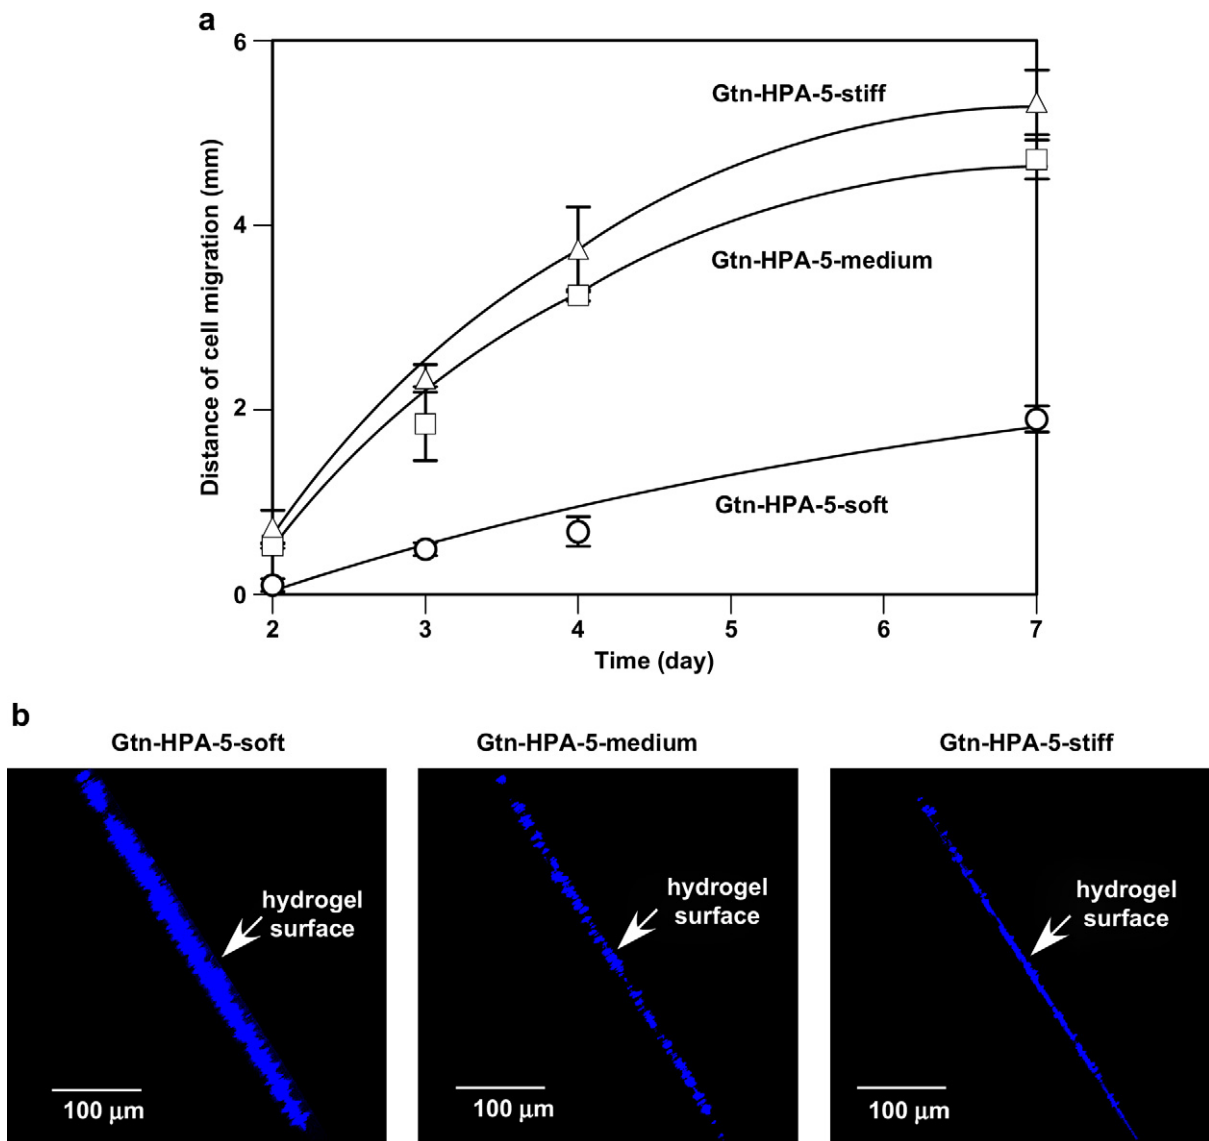 a
6
4
2
0
Distance of cell migration (mm)
Gtn-HPA-5-stiff
Gtn-HPA-5-medium
Gtn-HPA-5-soft
2 3 4 5 6 7
Time (day)
b
Gtn-HPA-5-soft
hydrogel
surface
100 μm
Gtn-HPA-5-medium
hydrogel
surface
100 μm
Gtn-HPA-5-stiff
hydrogel
surface
100 μm